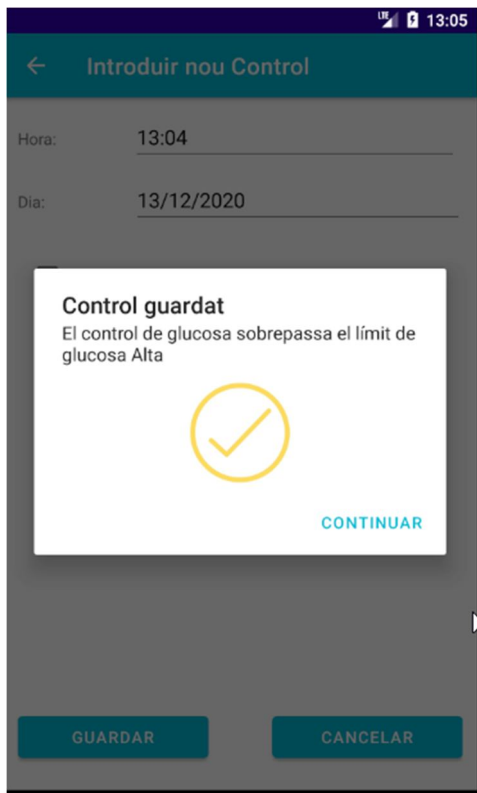 LTE 13:05
Introduir nou Control
Hora: 13:04
Dia: 13/12/2020
Control guardat
El control de glucosa sobrepassa el límit de
glucosa Alta
CONTINUAR
GUARDAR CANCELAR